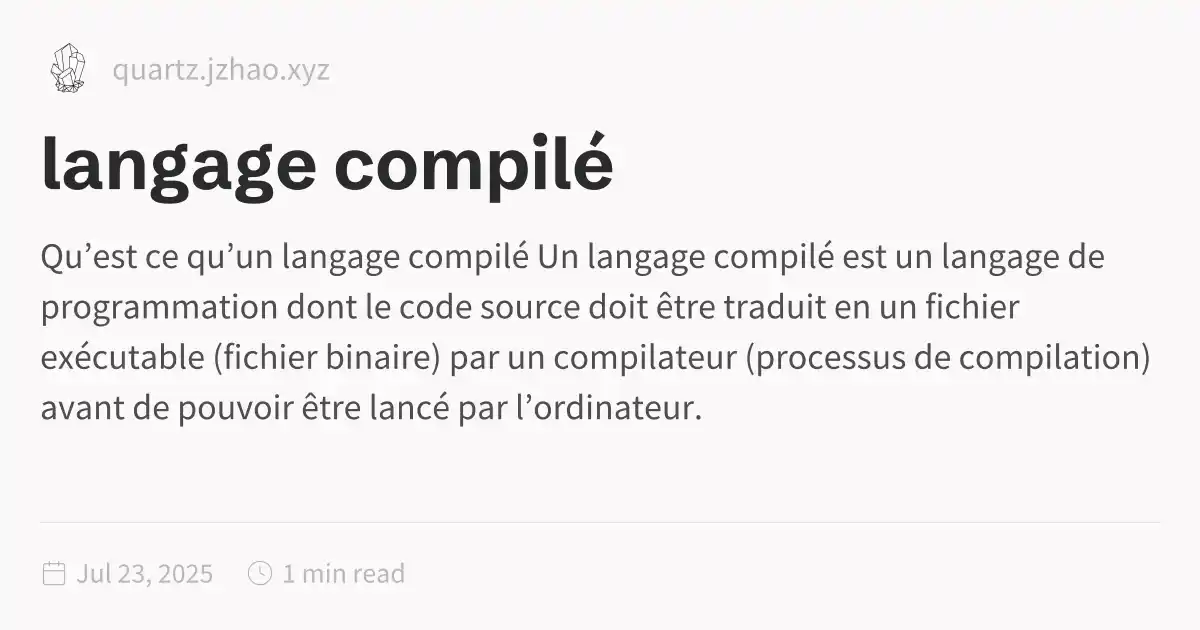 quartz.jzhao.xyz
langage compilé
Qu’est ce qu’un langage compilé Un langage compilé est un langage de
programmation dont le code source doit être traduit en un fichier
exécutable (fichier binaire) par un compilateur (processus de compilation)
avant de pouvoir être lancé par l’ordinateur.
Jul 23, 2025 1 min read